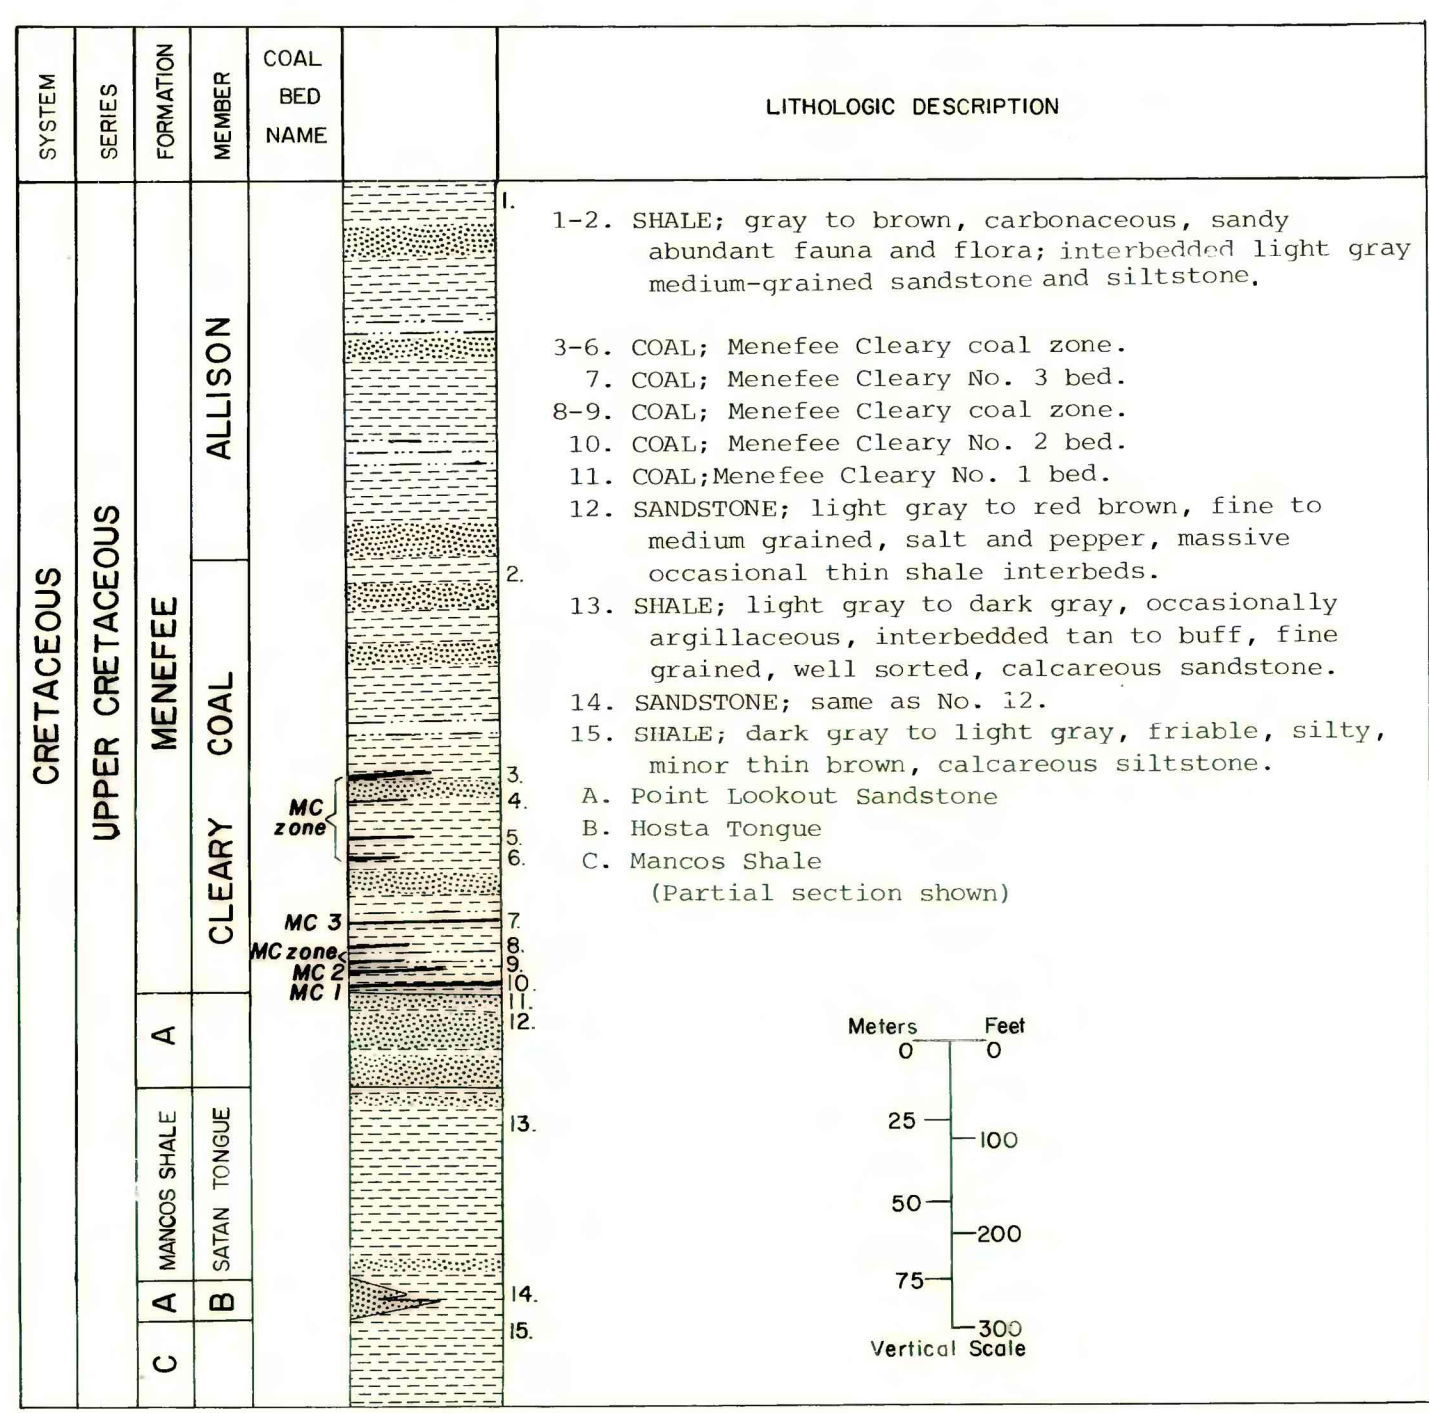 SYSTEM
SERIES
FORMATION
MEMBER
COAL
BED
NAME
LITHOLOGIC DESCRIPTION
CRETACEOUS
UPPER CRETACEOUS
MENEFEE
ALLISON
CLEARY COAL
A
MANCOS SHALE
SATAN TONGUE
A
B
C
MC
zone
MC 3
MC zone
MC 2
MC 1
1.
2.
3.
4.
5.
6.
7.
8.
9.
10.
11.
12.
13.
14.
15.
1-2. SHALE; gray to brown, carbonaceous, sandy
abundant fauna and flora; interbedded light gray
medium-grained sandstone and siltstone.
3-6. COAL; Menefee Cleary coal zone.
7. COAL; Menefee Cleary No. 3 bed.
8-9. COAL; Menefee Cleary coal zone.
10. COAL; Menefee Cleary No. 2 bed.
11. COAL;Menefee Cleary No. 1 bed.
12. SANDSTONE; light gray to red brown, fine to
medium grained, salt and pepper, massive
occasional thin shale interbeds.
13. SHALE; light gray to dark gray, occasionally
argillaceous, interbedded tan to buff, fine
grained, well sorted, calcareous sandstone.
14. SANDSTONE; same as No. 12.
15. SHALE; dark gray to light gray, friable, silty,
minor thin brown, calcareous siltstone.
A. Point Lookout Sandstone
B. Hosta Tongue
C. Mancos Shale
(Partial section shown)
Meters Feet
0 0
25
100
50
200
75
300
Vertical Scale